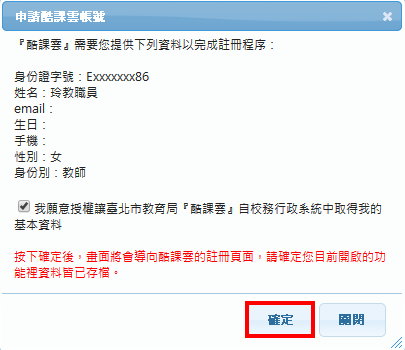 申請酷課雲帳號
『酷課雲』需要您提供下列資料以完成註冊程序：
身份證字號：Exxxxxxx86
姓名：玲教職員
email：
生日：
手機：
性別：女
身份別：教師
我願意授權讓臺北市教育局『酷課雲』自校務行政系統中取得我的
基本資料
按下確定後，畫面將會導向酷課雲的註冊頁面，請確定您目前開啟的功
能裡資料皆已存檔。
確定
關閉